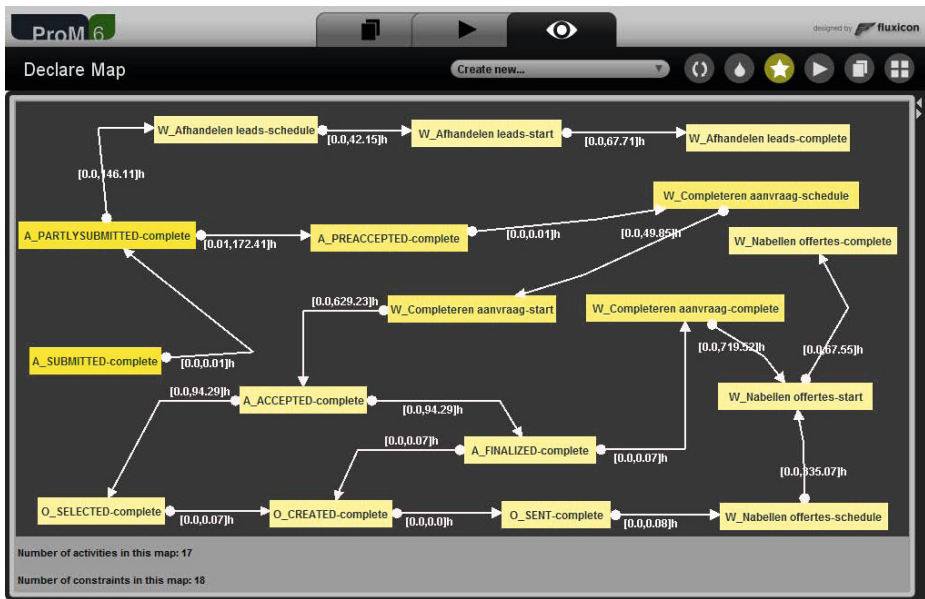 ProM 6
designed by fluxicon
Declare Map
Create new...
W_Afhandelen leads-schedule
[0.0,42.15]h
W_Afhandelen leads-start
[0.0,67.71]h
W_Afhandelen leads-complete
[0.0,146.11]h
W_Completeren aanvraag-schedule
A_PARTLYSUBMITTED-complete
[0.01,172.41]h
A_PREACCEPTED-complete
[0.0,0.01]h
[0.0,49.85]h
W_Nabellen offertes-complete
[0.0,629.23]h
W_Completeren aanvraag-start
W_Completeren aanvraag-complete
A_SUBMITTED-complete
[0.0,0.01]h
[0.0,719.52]h
[0.0,67.55]h
[0.0,94.29]h
A_ACCEPTED-complete
[0.0,94.29]h
W_Nabellen offertes-start
[0.0,0.07]h
A_FINALIZED-complete
[0.0,0.07]h
[0.0,335.07]h
O_SELECTED-complete
[0.0,0.07]h
O_CREATED-complete
[0.0,0.0]h
O_SENT-complete
[0.0,0.08]h
W_Nabellen offertes-schedule
Number of activities in this map: 17
Number of constraints in this map: 18